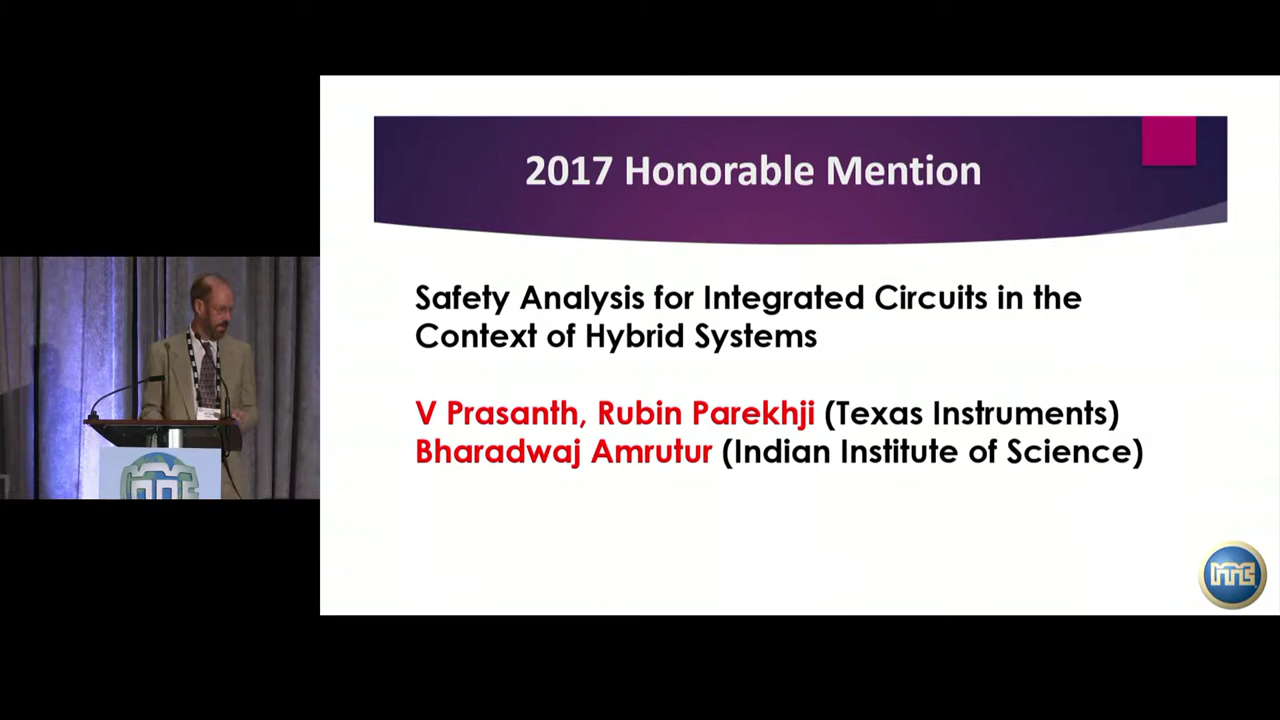 2017 Honorable Mention
Safety Analysis for Integrated Circuits in the
Context of Hybrid Systems
V Prasanth, Rubin Parekhji (Texas Instruments)
Bharadwaj Amrutur (Indian Institute of Science)
ITC